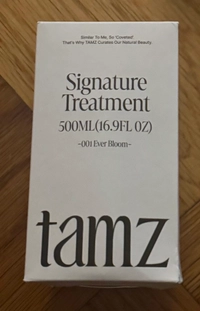 Similar To Me, So 'Coveted'
That's Why TAMZ Curates Our Natural Beauty
Signature
Treatment
500ML(16.9FL OZ)
-001 Ever Bloom-
tamz